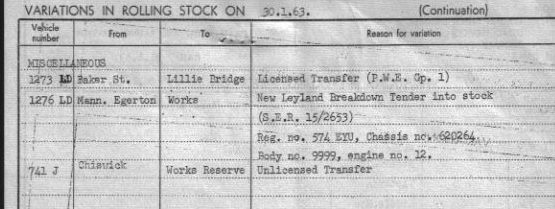 VARIATIONS IN ROLLING STOCK ON 30.1.63. (Continuation)
Vehicle number From To Reason for variation
MISCELLANEOUS
1273 LD Baker St. Lillie Bridge Licensed Transfer (P.W.E. Gp. 1)
1276 LD Mann. Egerton Works New Leyland Breakdown Tender into stock
(S.E.R. 15/2653)
Reg. no. 574 EYU, Chassis no. 620264
Body no. 9999, engine no. 12.
741 J Chiswick Works Reserve Unlicensed Transfer